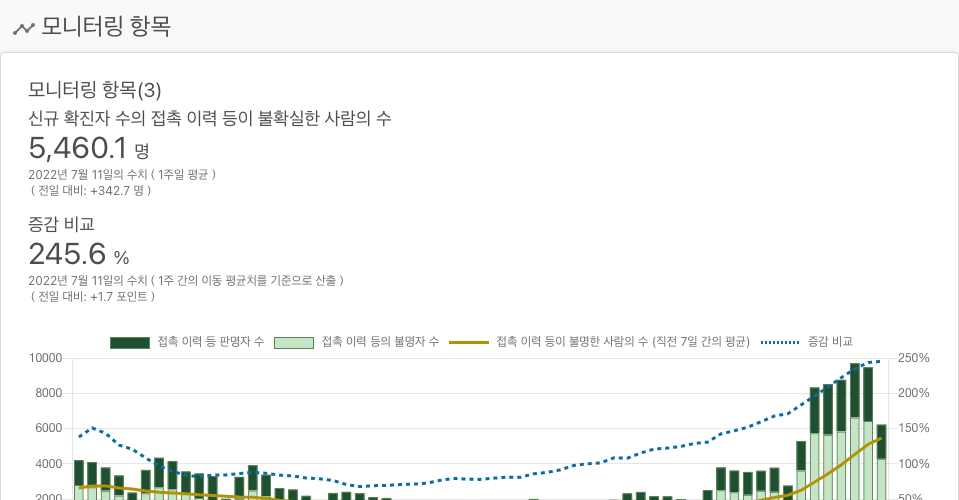 모니터링 항목
모니터링 항목(3)
신규 확진자 수의 접촉 이력 등이 불확실한 사람의 수
5,460.1 명
2022년 7월 11일의 수치 ( 1주일 평균 )
( 전일 대비: +342.7 명 )
증감 비교
245.6 %
2022년 7월 11일의 수치 ( 1주 간의 이동 평균치를 기준으로 산출 )
( 전일 대비: +1.7 포인트 )
접촉 이력 등 판명자 수 접촉 이력 등의 불명자 수 접촉 이력 등이 불명한 사람의 수 (직전 7일 간의 평균) 증감 비교
10000 250%
8000 200%
6000 150%
4000 100%
2000 50%